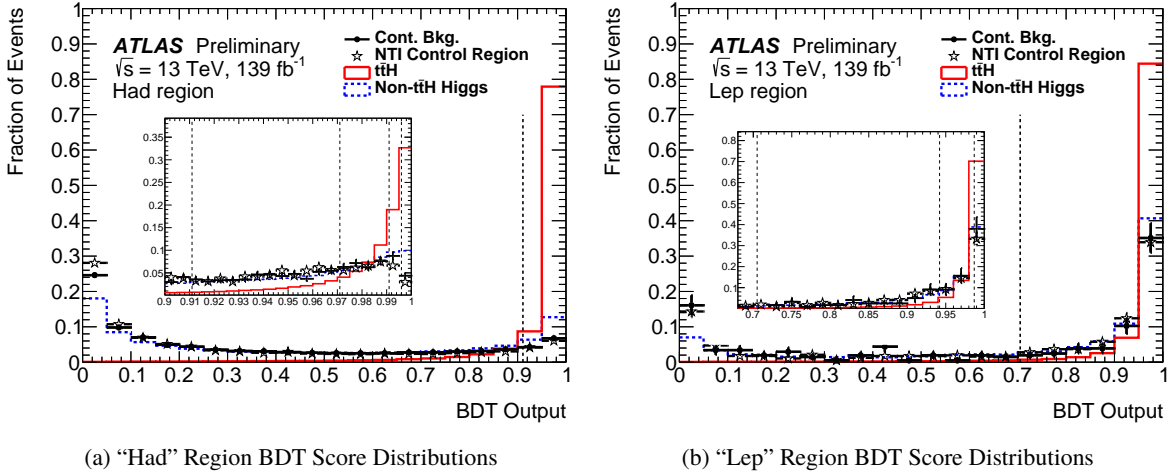 Fraction of Events
1
0.9
0.8
0.7
0.6
0.5
0.4
0.3
0.2
0.1
0
ATLAS Preliminary
√s = 13 TeV, 139 fb-1
Had region
Cont. Bkg.
NTI Control Region
tt̄H
Non-tt̄H Higgs
0.35
0.3
0.25
0.2
0.15
0.1
0.05
0.9 0.91 0.92 0.93 0.94 0.95 0.96 0.97 0.98 0.99 1
0 0.1 0.2 0.3 0.4 0.5 0.6 0.7 0.8 0.9 1
BDT Output
(a) “Had” Region BDT Score Distributions
Fraction of Events
1
0.9
0.8
0.7
0.6
0.5
0.4
0.3
0.2
0.1
0
ATLAS Preliminary
√s = 13 TeV, 139 fb-1
Lep region
Cont. Bkg.
NTI Control Region
tt̄H
Non-tt̄H Higgs
0.8
0.7
0.6
0.5
0.4
0.3
0.2
0.1
0.7 0.75 0.8 0.85 0.9 0.95 1
0 0.1 0.2 0.3 0.4 0.5 0.6 0.7 0.8 0.9 1
BDT Output
(b) “Lep” Region BDT Score Distributions